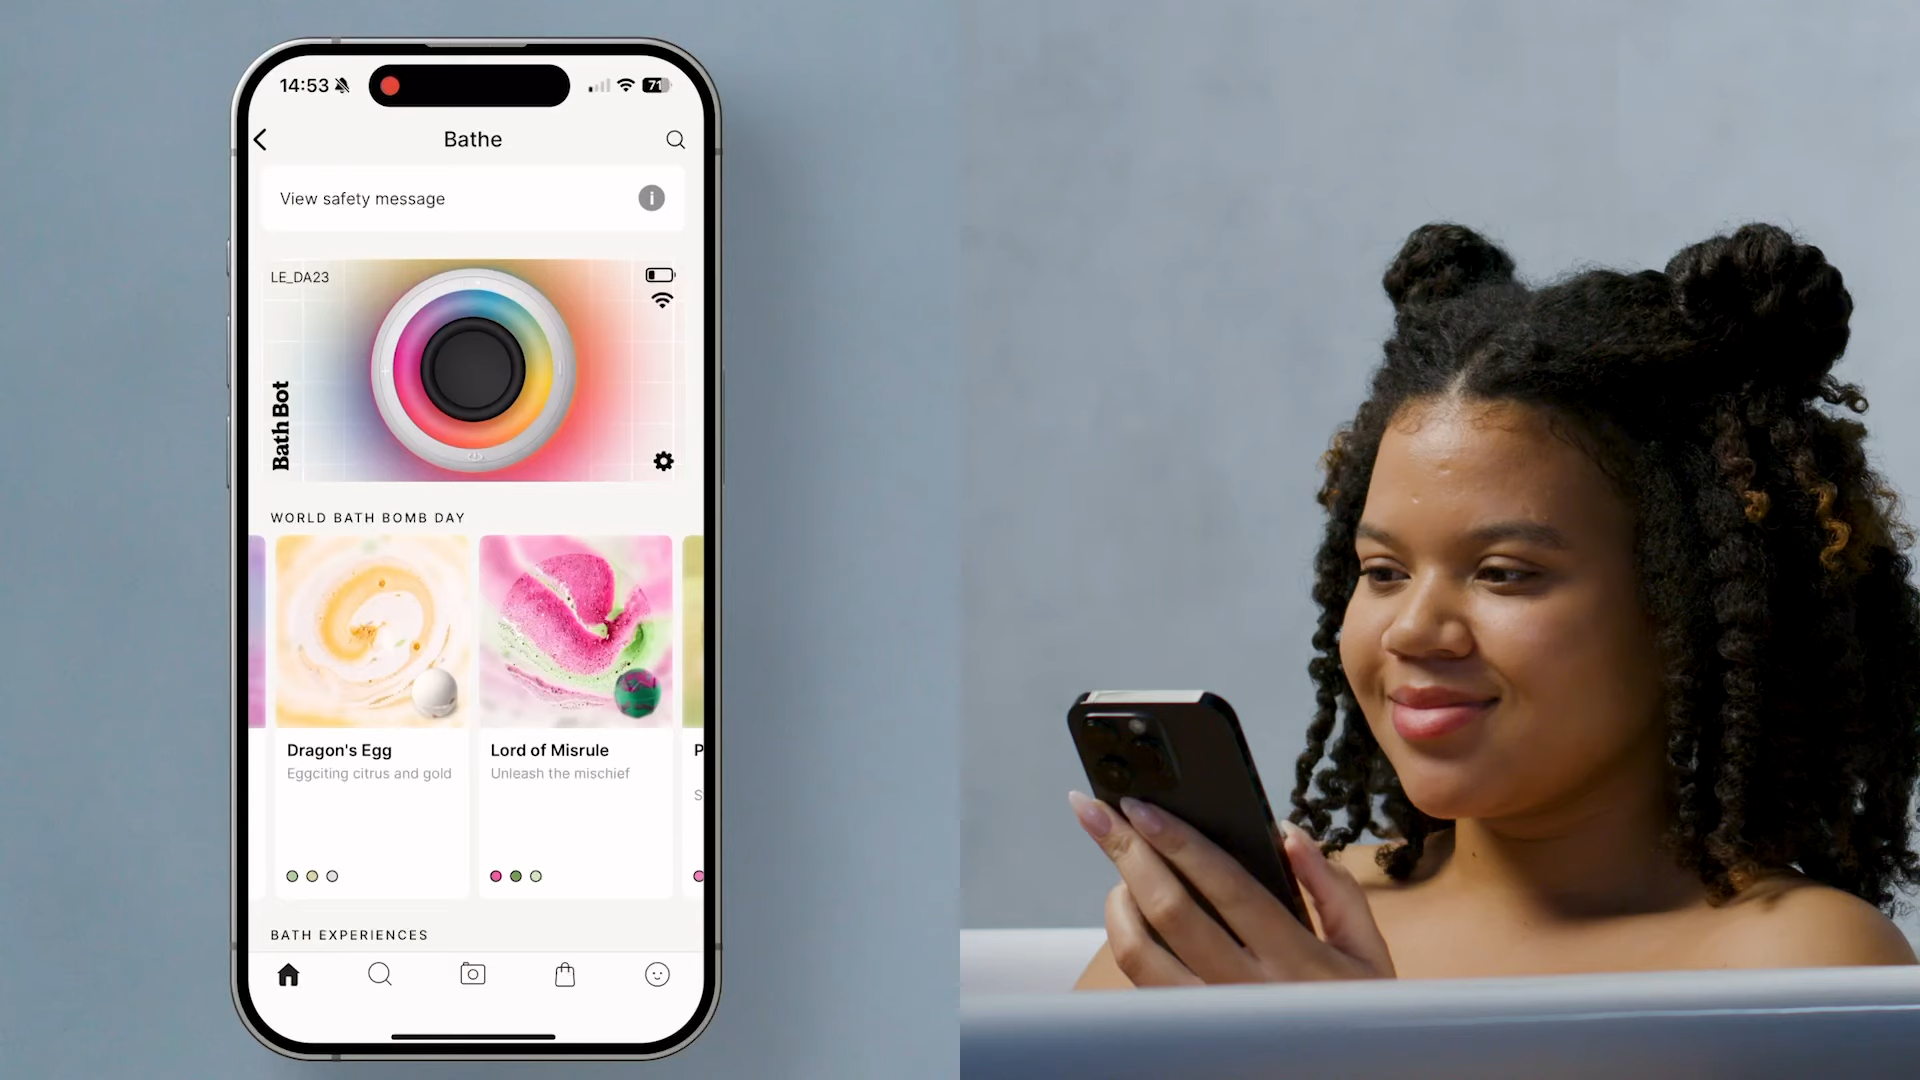 14:53
71
Bathe
View safety message
i
LE_DA23
Bath Bot
WORLD BATH BOMB DAY
Dragon's Egg
Eggciting citrus and gold
Lord of Misrule
Unleash the mischief
P
S
BATH EXPERIENCES